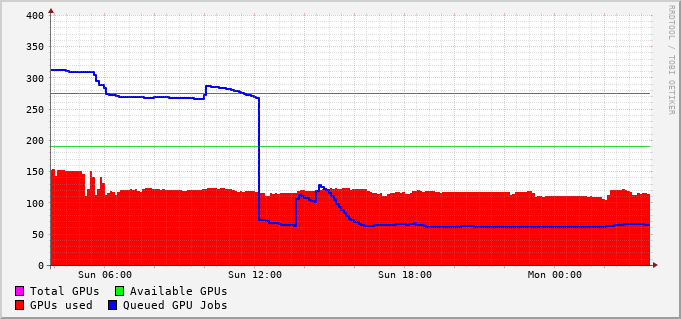 400
350
300
250
200
150
100
50
0
Sun 06:00 Sun 12:00 Sun 18:00 Mon 00:00
Total GPUs Available GPUs
GPUs used Queued GPU Jobs
RRDTOOL / TOBI OETIKER